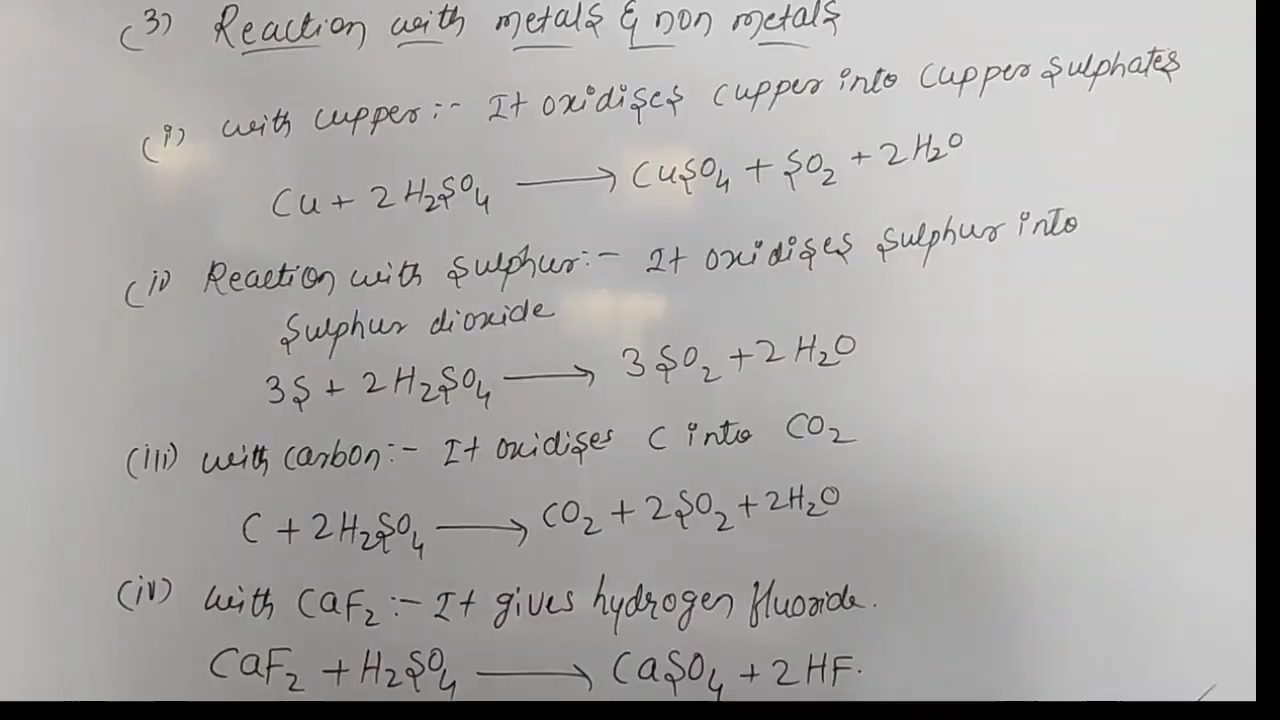 (3) Reaction with metals & non metals
(i) with cupper:- It oxidises cupper into cupper sulphates
Cu + 2H₂SO₄ ⟶ CuSO₄ + SO₂ + 2H₂O
(ii) Reaction with sulphur:- It oxidises sulphur into
sulphur dioxide
3S + 2H₂SO₄ ⟶ 3SO₂ + 2H₂O
(iii) with carbon:- It oxidises C into CO₂
C + 2H₂SO₄ ⟶ CO₂ + 2SO₂ + 2H₂O
(iv) with CaF₂:- It gives hydrogen fluoride.
CaF₂ + H₂SO₄ ⟶ CaSO₄ + 2HF.